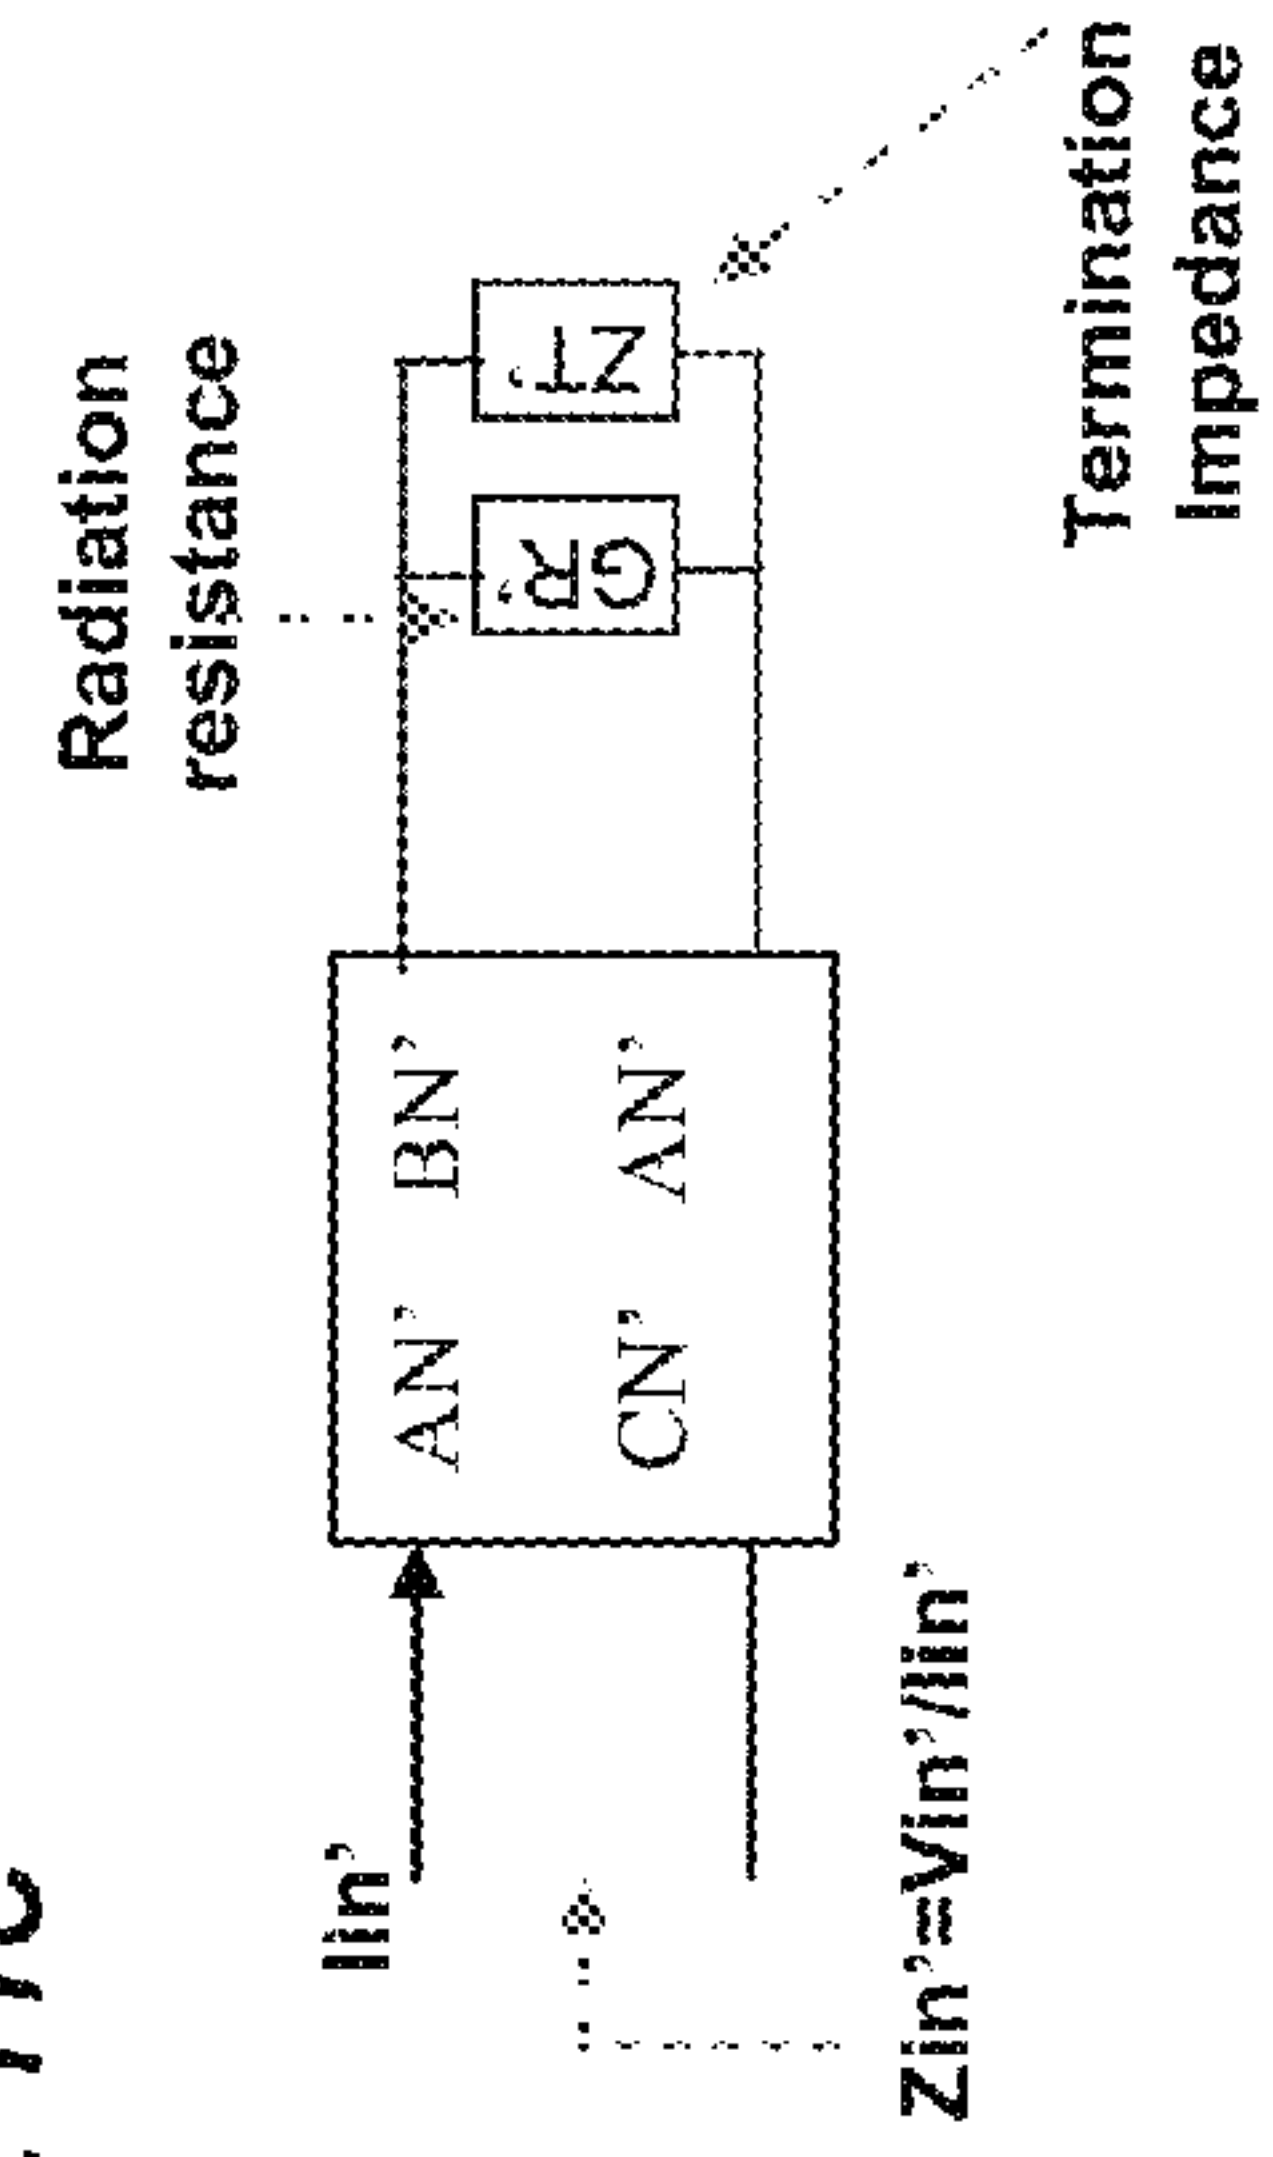 Radiation
resistance
Iin'
AN' BN'
CN' AN'
GR'
ZT'
Zin'=Vin'/Iin'
Termination
Impedance